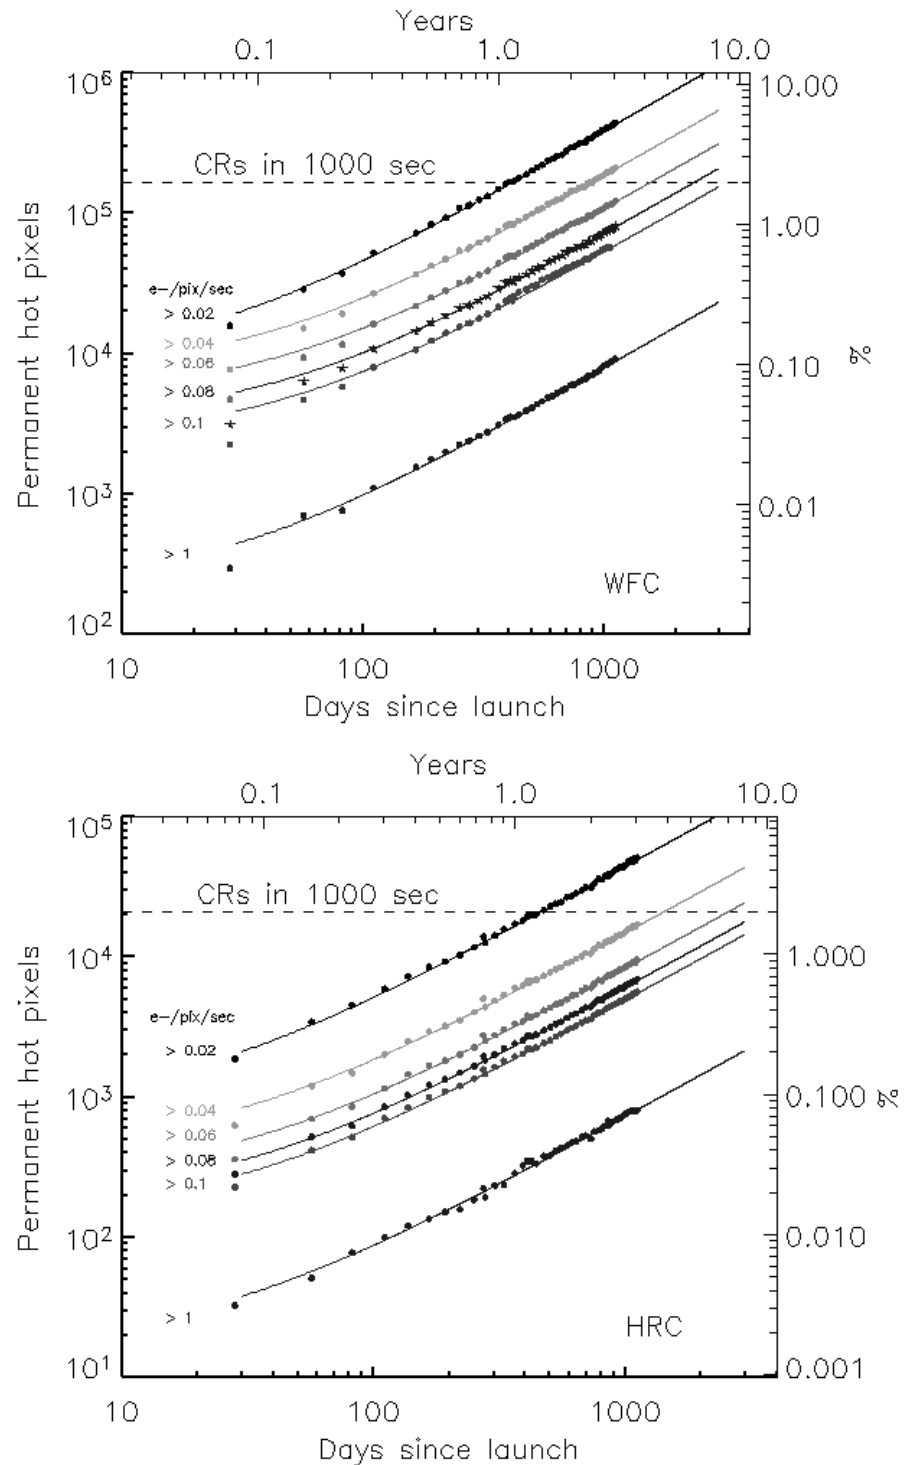 Years
0.1 1.0 10.0
10^6
10^5
10^4
10^3
10^2
Permanent hot pixels
CRs in 1000 sec
e-/pix/sec
> 0.02
> 0.04
> 0.06
> 0.08
> 0.1
> 1
WFC
10.00
1.00
0.10
0.01
%
10 100 1000
Days since launch
Years
0.1 1.0 10.0
10^5
10^4
10^3
10^2
10^1
Permanent hot pixels
CRs in 1000 sec
e-/pix/sec
> 0.02
> 0.04
> 0.06
> 0.08
> 0.1
> 1
HRC
1.000
0.100
0.010
0.001
%
10 100 1000
Days since launch